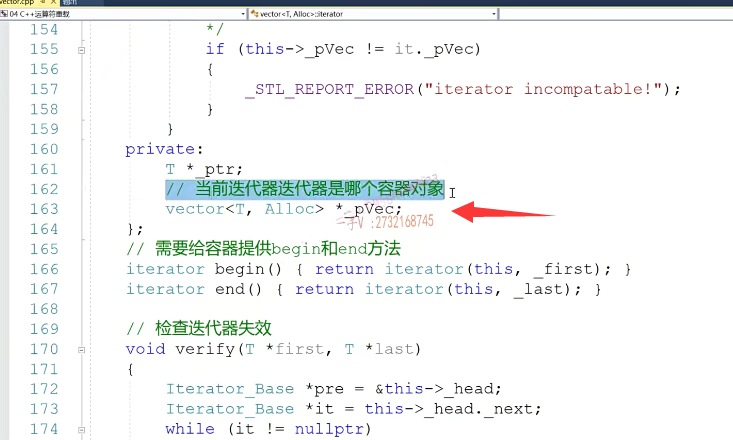 vector.cpp
04 C++运算符重载
vector<T, Alloc>::iterator
154 */
155 if (this->_pVec != it._pVec)
156 {
157 _STL_REPORT_ERROR("iterator incompatable!");
158 }
159 }
160 private:
161 T *_ptr;
162 // 当前迭代器迭代器是哪个容器对象
163 vector<T, Alloc> *_pVec;
:2732168745
164 };
165 // 需要给容器提供begin和end方法
166 iterator begin() { return iterator(this, _first); }
167 iterator end() { return iterator(this, _last); }
168
169 // 检查迭代器失效
170 void verify(T *first, T *last)
171 {
172 Iterator_Base *pre = &this->_head;
173 Iterator_Base *it = this->_head._next;
174 while (it != nullptr)